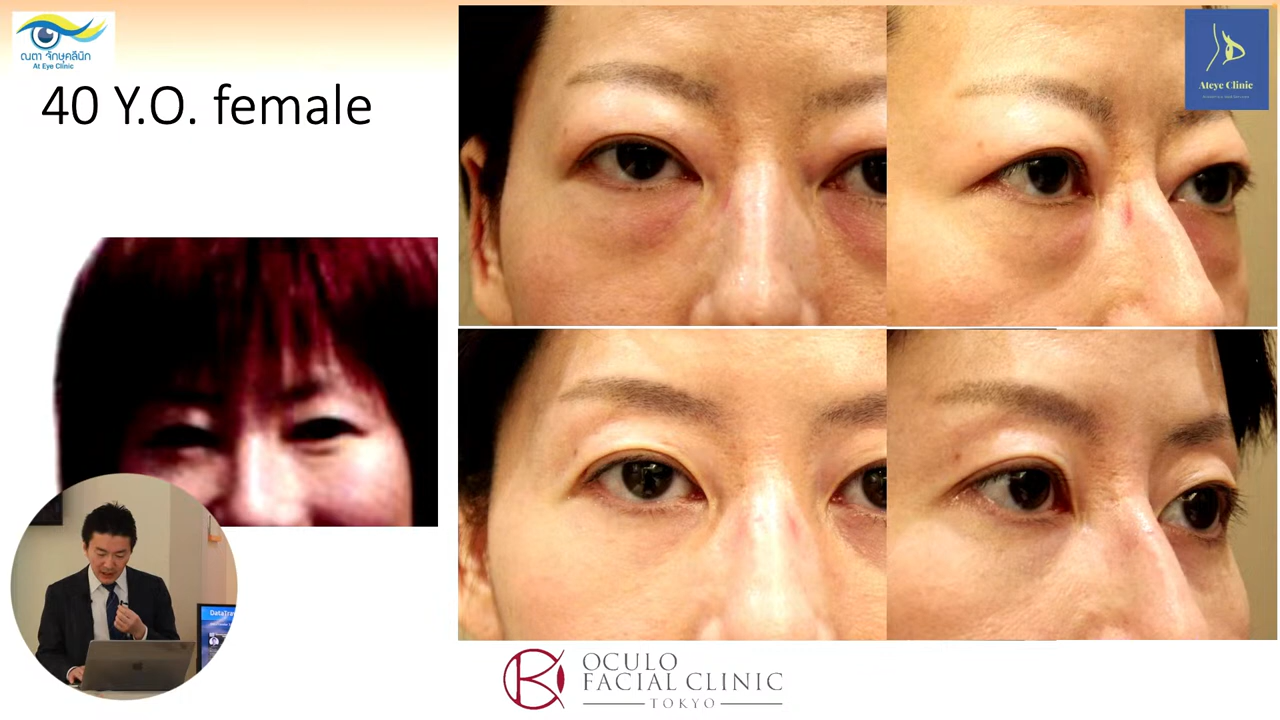 ณตา จักษุคลินิก
At Eye Clinic
40 Y.O. female
Ateye Clinic
DataTra
OCULO
FACIAL CLINIC
TOKYO